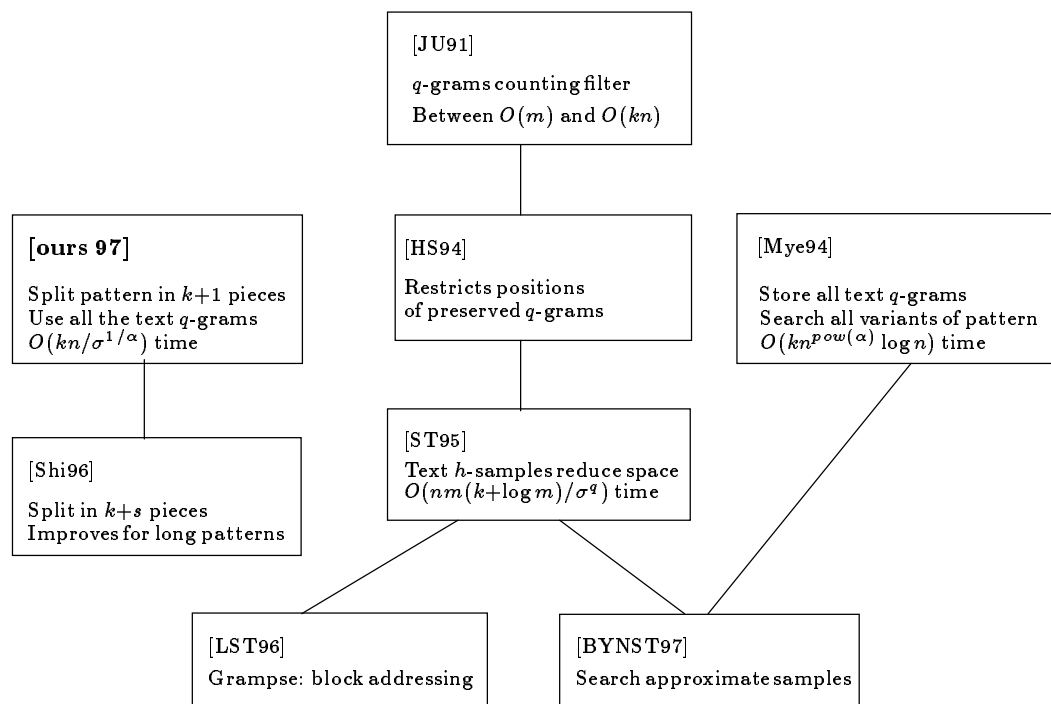 [JU91]
q-grams counting filter
Between O(m) and O(kn)
[ours 97]
Split pattern in k+1 pieces
Use all the text q-grams
O(kn/σ^{1/α}) time
[HS94]
Restricts positions
of preserved q-grams
[Mye94]
Store all text q-grams
Search all variants of pattern
O(kn^{pow(α)} log n) time
[Shi96]
Split in k+s pieces
Improves for long patterns
[ST95]
Text h-samples reduce space
O(nm(k+log m)/σ^q) time
[LST96]
Grampse: block addressing
[BYNST97]
Search approximate samples